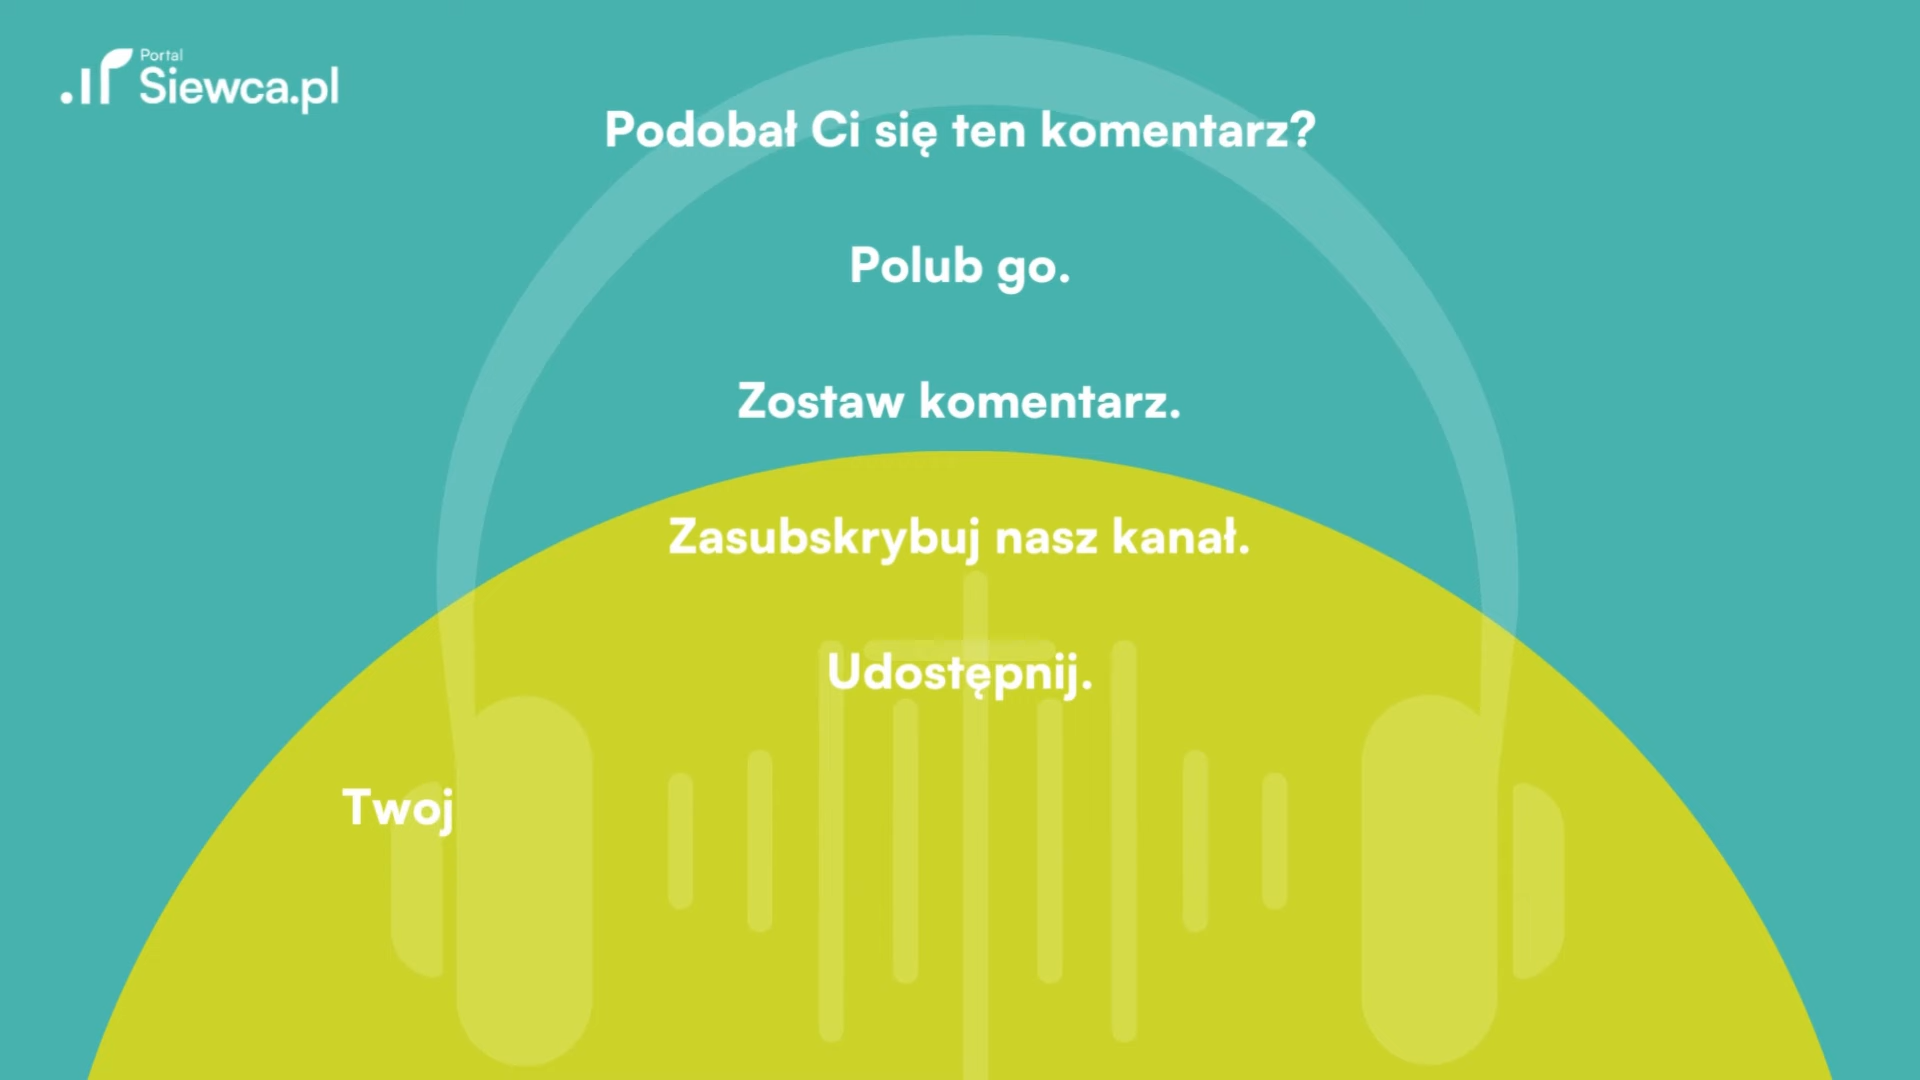 Portal
Siewca.pl
Podobał Ci się ten komentarz?
Polub go.
Zostaw komentarz.
Zasubskrybuj nasz kanał.
Udostępnij.
Twoj